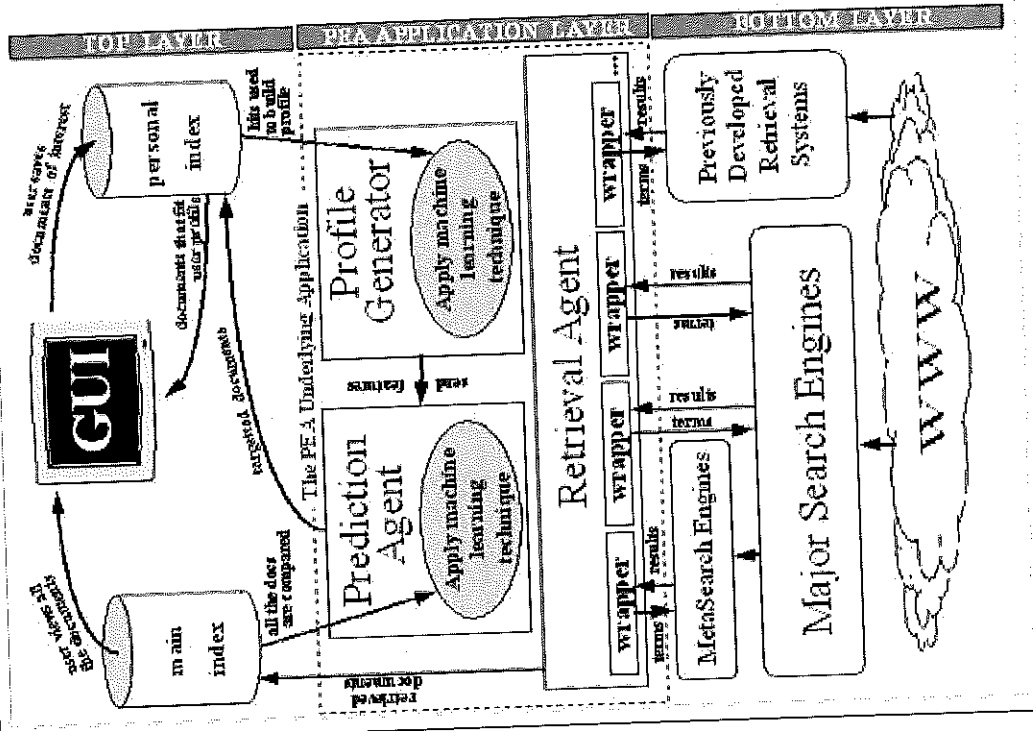 TOP LAYER
user views all
the documents
GUI
user saves
document of interest
main
index
personal
index
documents that fit
user profile
retrieved
documents
all the docs
are compared
targeted documents
hits used
to build
profile
PEA APPLICATION LAYER
The PEA Underlying Application
Prediction
Agent
Apply machine
learning
technique
send
features
Profile
Generator
Apply machine
learning
technique
Retrieval Agent
wrapper
wrapper
wrapper
wrapper
...
BOTTOM LAYER
terms
results
terms
results
terms
results
terms
results
MetaSearch Engines
Major Search Engines
Previously
Developed
Retrieval
Systems
WWW